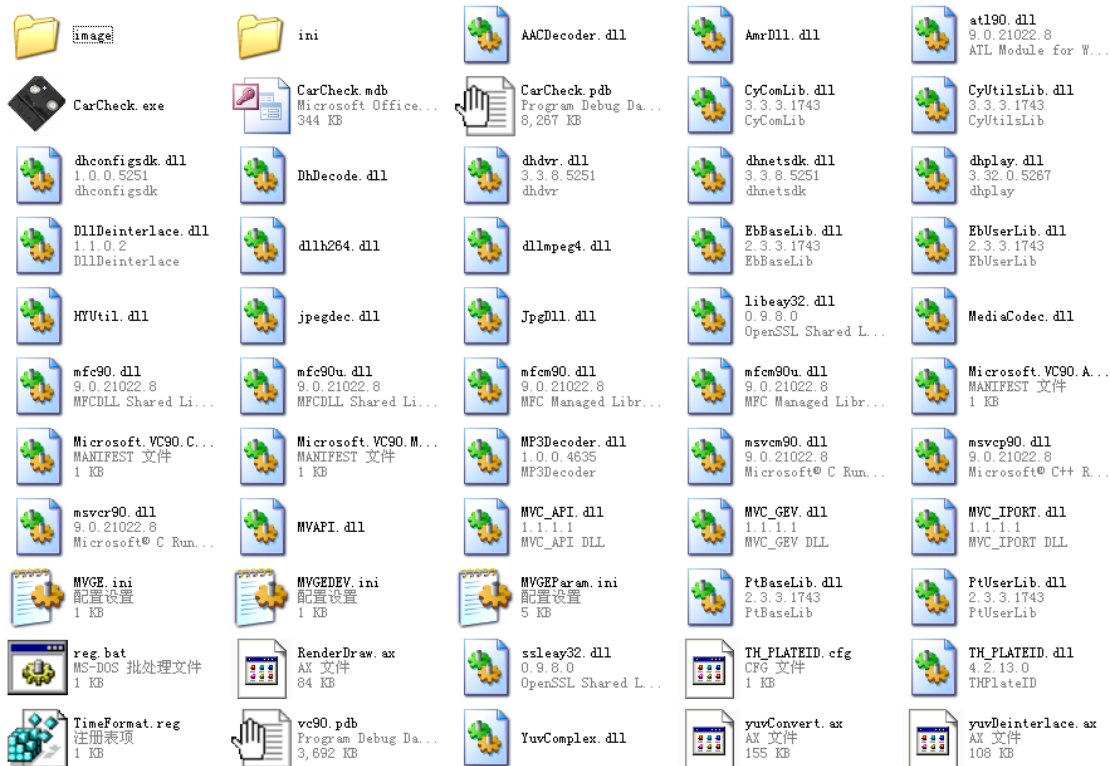 image
ini
AACDecoder.dll
AmrDll.dll
atl90.dll
9.0.21022.8
ATL Module for W...
CarCheck.exe
CarCheck.mdb
Microsoft Office...
344 KB
CarCheck.pdb
Program Debug Da...
8,267 KB
CyComLib.dll
3.3.3.1743
CyComLib
CyUtilsLib.dll
3.3.3.1743
CyUtilsLib
dhconfigsdk.dll
1.0.0.5251
dhconfigsdk
DhDecode.dll
dhdvr.dll
3.3.8.5251
dhdvr
dhnetsdk.dll
3.3.8.5251
dhnetsdk
dhplay.dll
3.32.0.5267
dhplay
DllDeinterlace.dll
1.1.0.2
DllDeinterlace
dllh264.dll
dllmpeg4.dll
EbBaseLib.dll
2.3.3.1743
EbBaseLib
EbUserLib.dll
2.3.3.1743
EbUserLib
HYUtil.dll
jpegdec.dll
JpgDll.dll
libeay32.dll
0.9.8.0
OpenSSL Shared L...
MediaCodec.dll
mfc90.dll
9.0.21022.8
MFCDLL Shared Li...
mfc90u.dll
9.0.21022.8
MFCDLL Shared Li...
mfcm90.dll
9.0.21022.8
MFC Managed Libr...
mfcm90u.dll
9.0.21022.8
MFC Managed Libr...
Microsoft.VC90.A...
MANIFEST 文件
1 KB
Microsoft.VC90.C...
MANIFEST 文件
1 KB
Microsoft.VC90.M...
MANIFEST 文件
1 KB
MP3Decoder.dll
1.0.0.4635
MP3Decoder
msvcm90.dll
9.0.21022.8
Microsoft® C Run...
msvcp90.dll
9.0.21022.8
Microsoft® C++ R...
msvcr90.dll
9.0.21022.8
Microsoft® C Run...
MVAPI.dll
MVC_API.dll
1.1.1.1
MVC_API DLL
MVC_GEV.dll
1.1.1.1
MVC_GEV DLL
MVC_IPORT.dll
1.1.1.1
MVC_IPORT DLL
MVGE.ini
配置设置
1 KB
MVGEDEV.ini
配置设置
1 KB
MVGEParam.ini
配置设置
5 KB
PtBaseLib.dll
2.3.3.1743
PtBaseLib
PtUserLib.dll
2.3.3.1743
PtUserLib
reg.bat
MS-DOS 批处理文件
1 KB
RenderDraw.ax
AX 文件
84 KB
ssleay32.dll
0.9.8.0
OpenSSL Shared L...
TH_PLATEID.cfg
CFG 文件
1 KB
TH_PLATEID.dll
4.2.13.0
THPlateID
TimeFormat.reg
注册表项
1 KB
vc90.pdb
Program Debug Da...
3,692 KB
YuvComplex.dll
yuvConvert.ax
AX 文件
155 KB
yuvDeinterlace.ax
AX 文件
108 KB